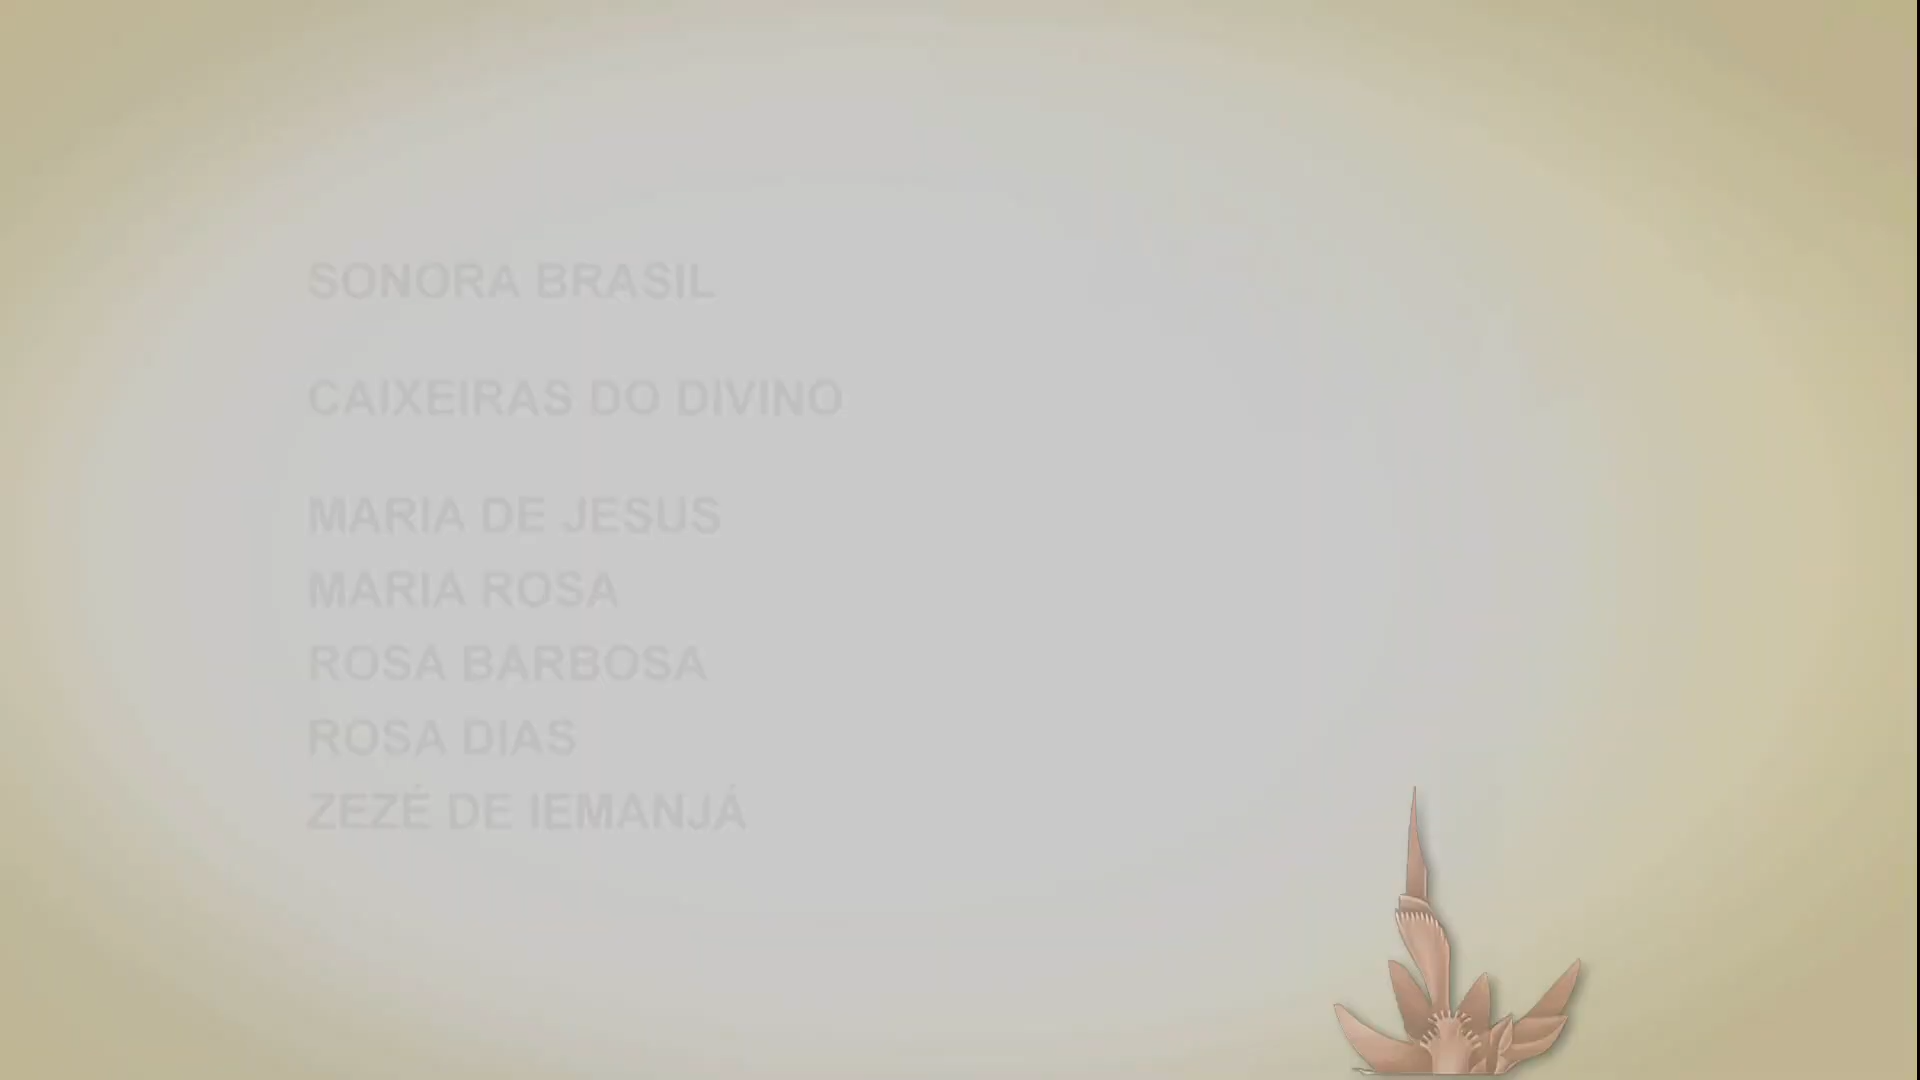 SONORA BRASIL
CAIXEIRAS DO DIVINO
MARIA DE JESUS
MARIA ROSA
ROSA BARBOSA
ROSA DIAS
ZEZÉ DE IEMANJÁ